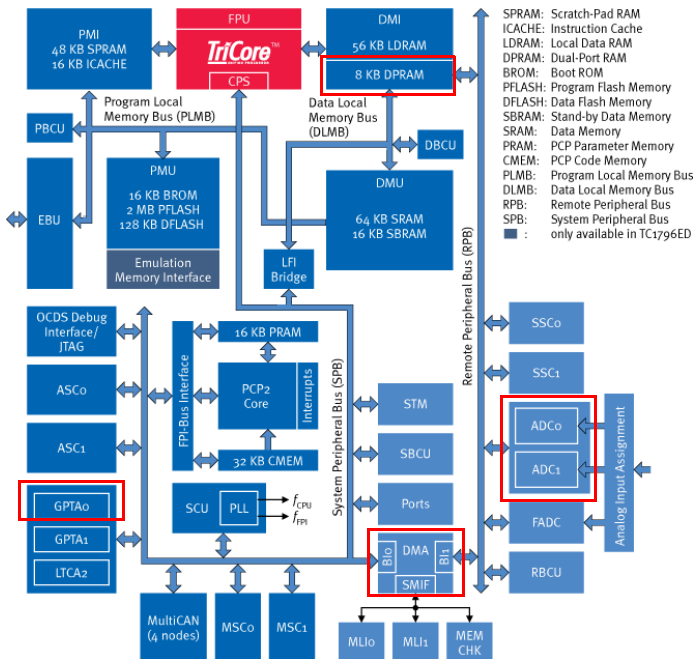 PMI
48 KB SPRAM
16 KB ICACHE
FPU
TriCore™
CPS
DMI
56 KB LDRAM
8 KB DPRAM
SPRAM: Scratch-Pad RAM
ICACHE: Instruction Cache
LDRAM: Local Data RAM
DPRAM: Dual-Port RAM
BROM: Boot ROM
PFLASH: Program Flash Memory
DFLASH: Data Flash Memory
SBRAM: Stand-by Data Memory
SRAM: Data Memory
PRAM: PCP Parameter Memory
CMEM: PCP Code Memory
PLMB: Program Local Memory Bus
DLMB: Data Local Memory Bus
RPB: Remote Peripheral Bus
SPB: System Peripheral Bus
: only available in TC1796ED
Program Local
Memory Bus (PLMB)
Data Local
Memory Bus
(DLMB)
PBCU
DBCU
EBU
PMU
16 KB BROM
2 MB PFLASH
128 KB DFLASH
Emulation
Memory Interface
DMU
64 KB SRAM
16 KB SBRAM
LFI
Bridge
Remote Peripheral Bus (RPB)
OCDS Debug
Interface/
JTAG
ASC0
ASC1
GPTA0
GPTA1
LTCA2
FPI-Bus Interface
16 KB PRAM
PCP2
Core
Interrupts
32 KB CMEM
SCU
PLL
fCPU
fFPI
System Peripheral Bus (SPB)
STM
SBCU
Ports
BI0
DMA
BI1
SMIF
SSC0
SSC1
ADC0
ADC1
FADC
RBCU
Analog Input Assignment
MultiCAN
(4 nodes)
MSC0
MSC1
MLI0
MLI1
MEM
CHK